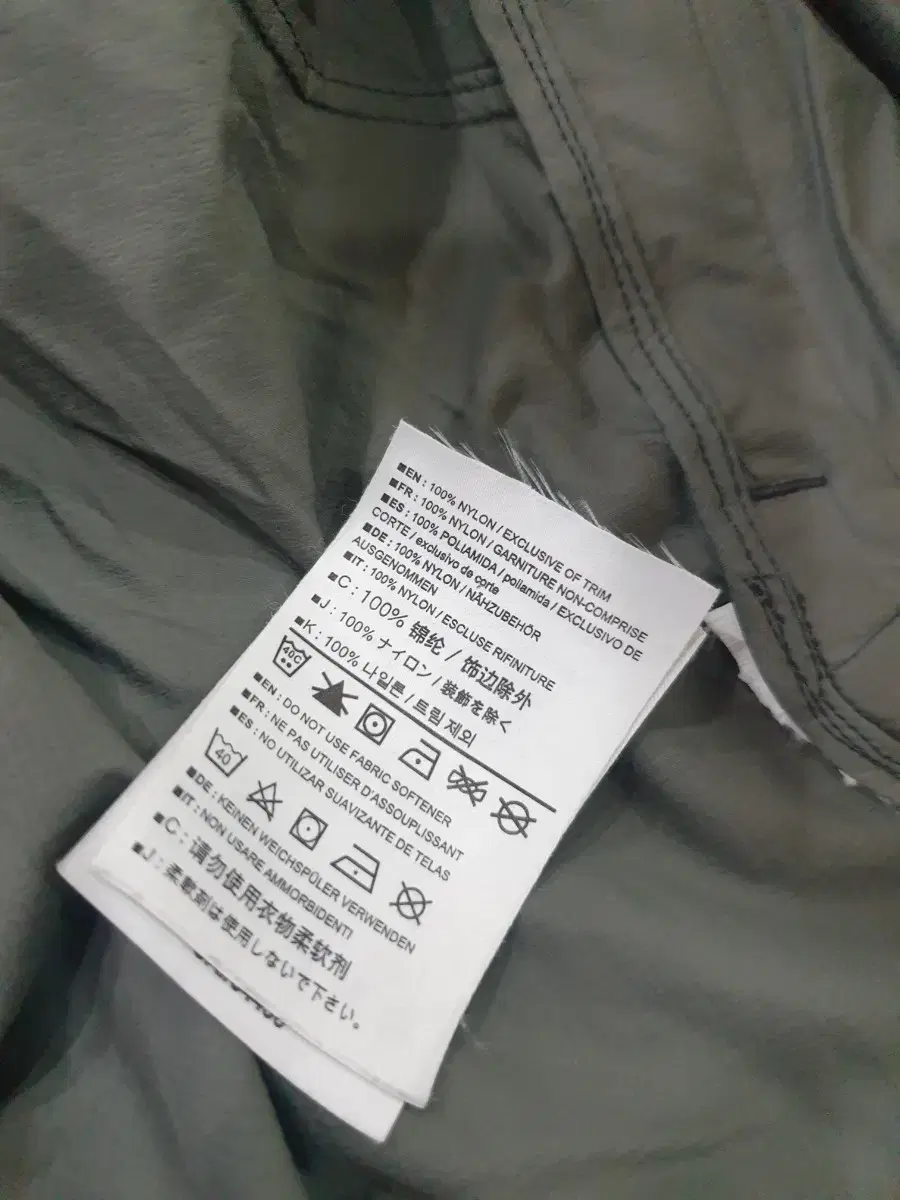 ■EN : 100% NYLON / EXCLUSIVE OF TRIM
■FR : 100% NYLON / GARNITURE NON-COMPRISE
■ES : 100% POLIAMIDA / poliamida / EXCLUSIVO DE
CORTE / exclusivo de corte
■DE : 100% NYLON / NÄHZUBEHÖR
AUSGENOMMEN
■IT : 100% NYLON / ESCLUSE RIFINITURE
■C : 100% 锦纶 / 饰边除外
■J : 100% ナイロン / 装飾を除く
■K : 100% 나일론 / 트림 제외
40C
■EN : DO NOT USE FABRIC SOFTENER
■FR : NE PAS UTILISER D'ASSOUPLISSANT
■ES : NO UTILIZAR SUAVIZANTE DE TELAS
40
■DE : KEINEN WEICHSPÜLER VERWENDEN
■IT : NON USARE AMMORBIDENTI
■C : 请勿使用衣物柔软剂
■J : 柔軟剤は使用しないで下さい。